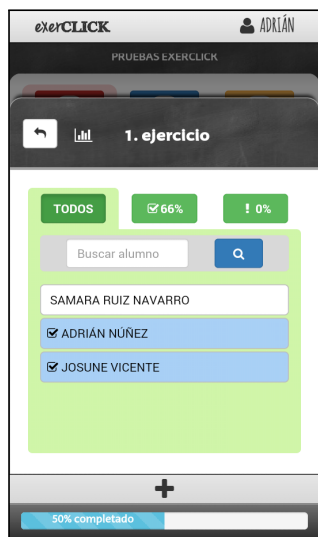 exerCLICK ADRIÁN
PRUEBAS EXERCLICK
1. ejercicio
TODOS 66% ! 0%
Buscar alumno
SAMARA RUIZ NAVARRO
ADRIÁN NÚÑEZ
JOSUNE VICENTE
50% completado